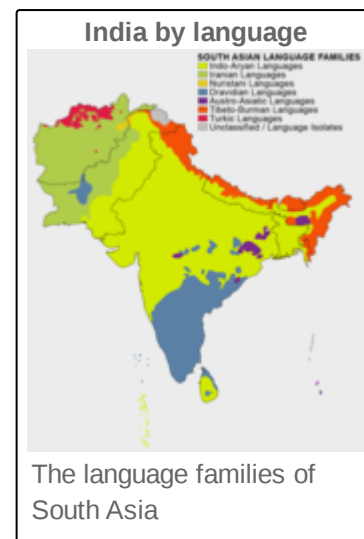 India by language
SOUTH ASIAN LANGUAGE FAMILIES
Indo-Aryan Languages
Iranian Languages
Nuristani Languages
Dravidian Languages
Austro-Asiatic Languages
Tibeto-Burman Languages
Turkic Languages
Unclassified / Language Isolates
The language families of
South Asia